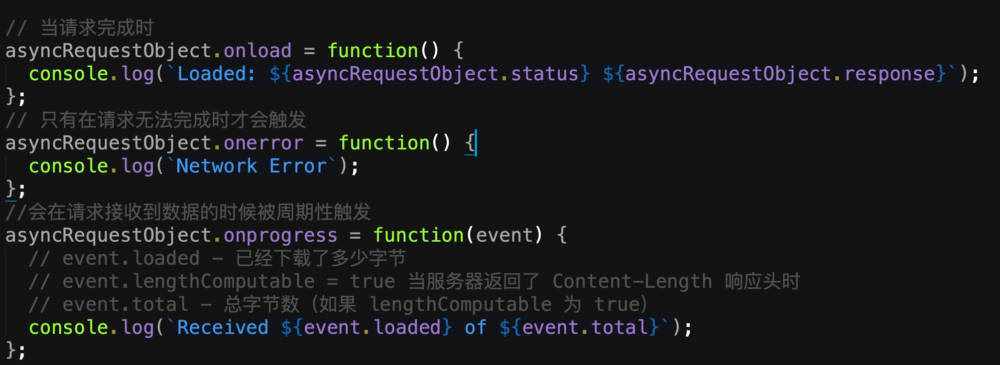 // 当请求完成时
asyncRequestObject.onload = function() {
  console.log(`Loaded: ${asyncRequestObject.status} ${asyncRequestObject.response}`);
};
// 只有在请求无法完成时才会触发
asyncRequestObject.onerror = function() {
  console.log(`Network Error`);
};
//会在请求接收到数据的时候被周期性触发
asyncRequestObject.onprogress = function(event) {
  // event.loaded - 已经下载了多少字节
  // event.lengthComputable = true 当服务器返回了 Content-Length 响应头时
  // event.total - 总字节数（如果 lengthComputable 为 true）
  console.log(`Received ${event.loaded} of ${event.total}`);
};